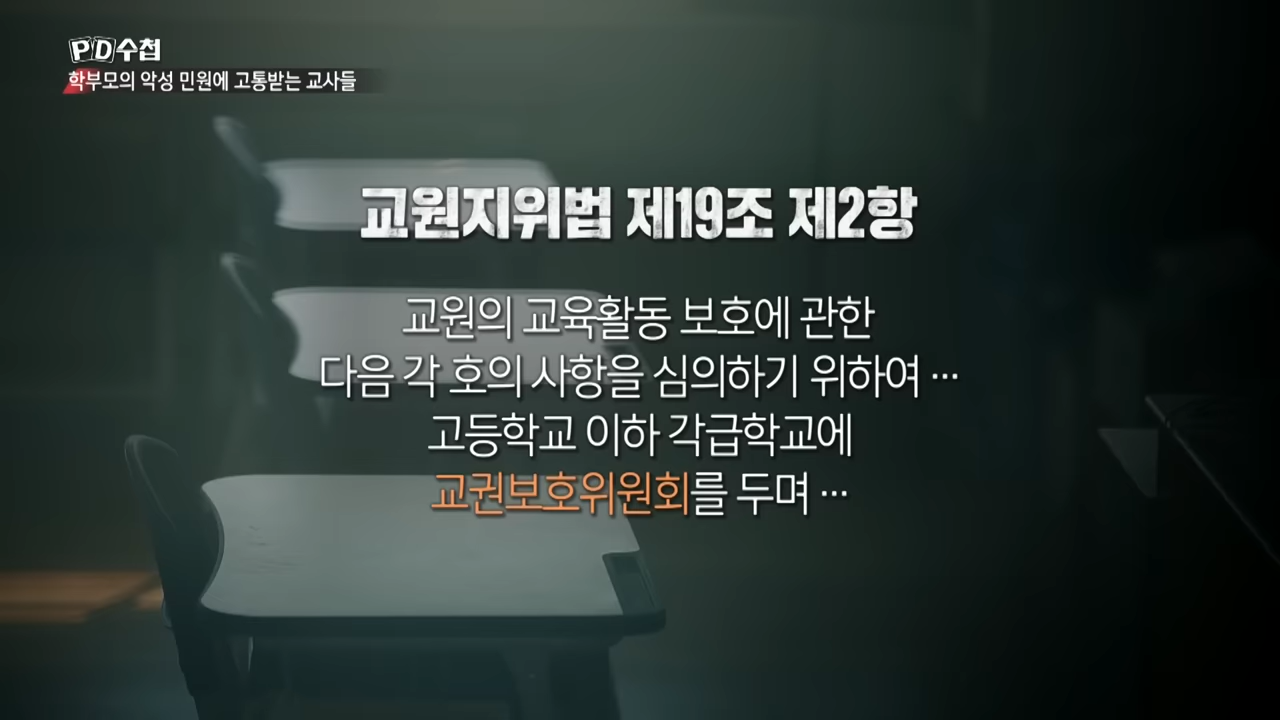 PD수첩
학부모의 악성 민원에 고통받는 교사들
교원지위법 제19조 제2항
교원의 교육활동 보호에 관한
다음 각 호의 사항을 심의하기 위하여 …
고등학교 이하 각급학교에
교권보호위원회를 두며 …